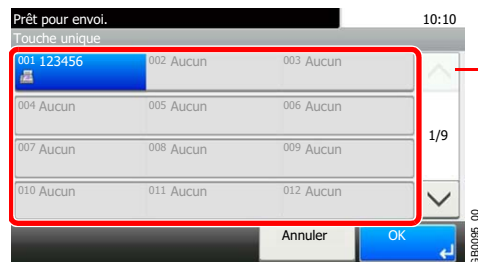 Prêt pour envoi. 10:10
Touche unique
001 123456 002 Aucun 003 Aucun
004 Aucun 005 Aucun 006 Aucun
1/9
007 Aucun 008 Aucun 009 Aucun
010 Aucun 011 Aucun 012 Aucun
Annuler OK
GB0095_00